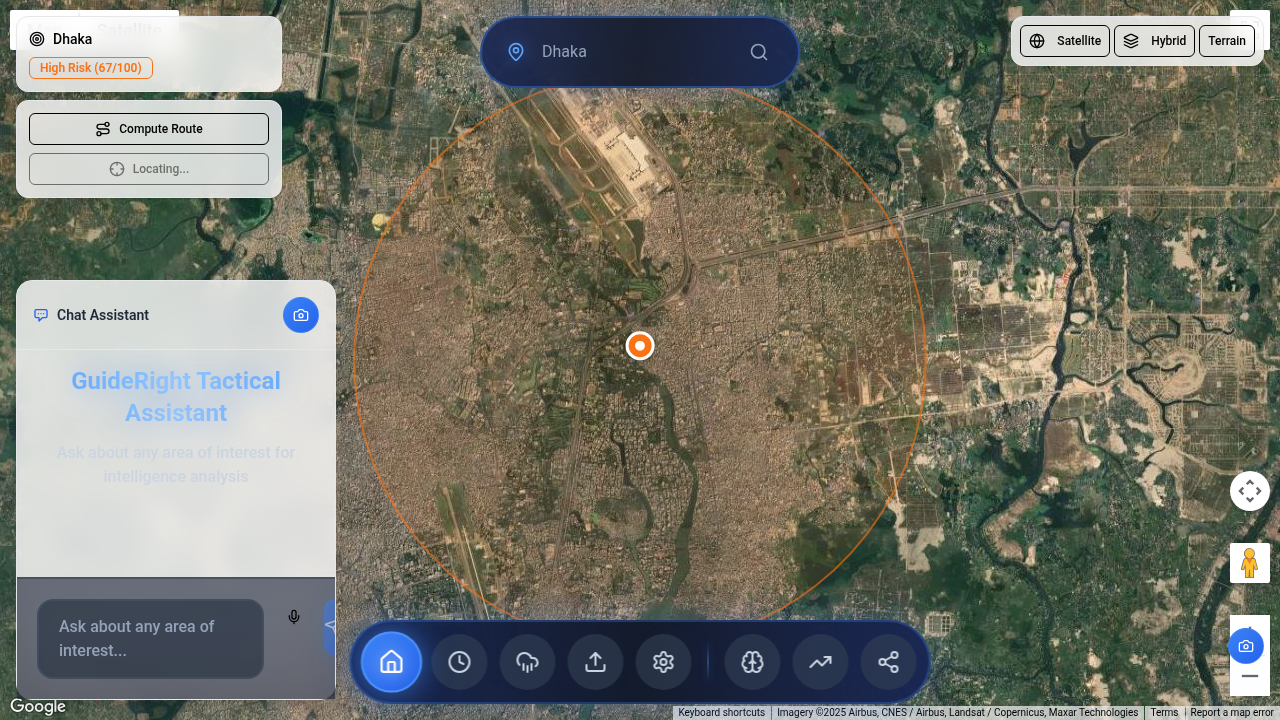 Dhaka
High Risk (67/100)
Compute Route
Locating...
Dhaka
Satellite
Hybrid
Terrain
Chat Assistant
GuideRight Tactical
Assistant
Ask about any area of interest for
intelligence analysis
Ask about any area of
interest...
Google
Keyboard shortcuts
Imagery ©2025 Airbus, CNES / Airbus, Landsat / Copernicus, Maxar Technologies
Terms
Report a map error